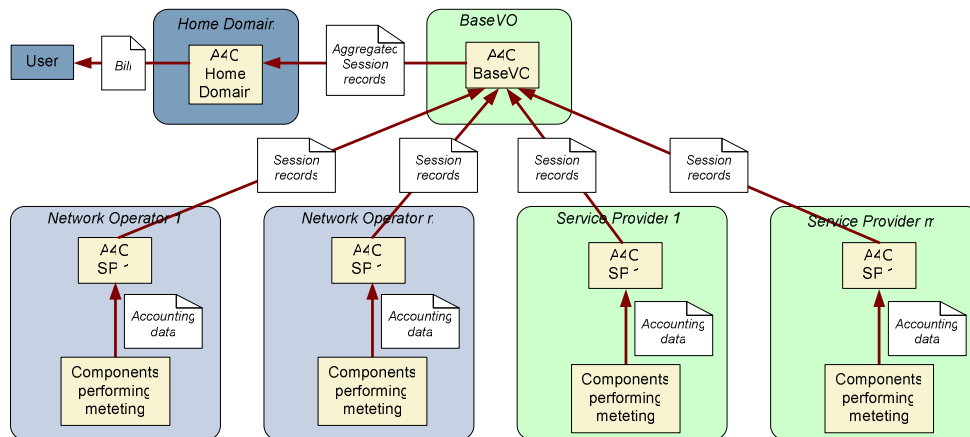 Home Domain
BaseVO
User
Bill
A4C
Home
Domain
Aggregated
Session
records
A4C
BaseVO
Session
records
Session
records
Session
records
Session
records
Network Operator 1
Network Operator n
Service Provider 1
Service Provider m
A4C
SP 1
A4C
SP 1
A4C
SP 1
A4C
SP 1
Accounting
data
Accounting
data
Accounting
data
Accounting
data
Components
performing
meteting
Components
performing
meteting
Components
performing
meteting
Components
performing
meteting